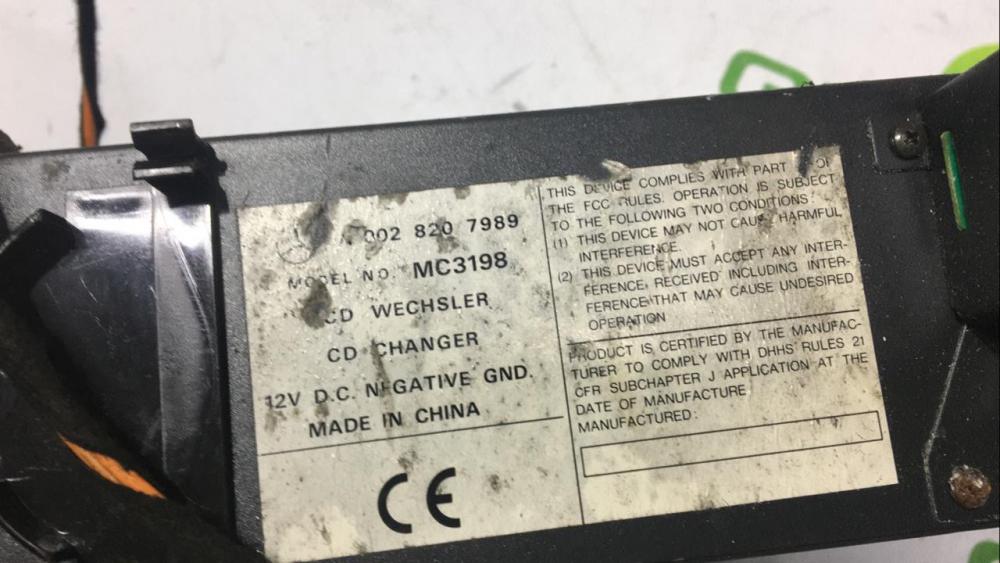 002 820 7989
MODEL NO. MC3198
CD WECHSLER
CD CHANGER
12V D.C. NEGATIVE GND.
MADE IN CHINA
CE
THIS DEVICE COMPLIES WITH PART OF
THE FCC RULES. OPERATION IS SUBJECT
TO THE FOLLOWING TWO CONDITIONS:
(1) THIS DEVICE MAY NOT CAUSE HARMFUL
INTERFERENCE.
(2) THIS DEVICE MUST ACCEPT ANY INTER-
FERENCE, RECEIVED INCLUDING INTER-
FERENCE THAT MAY CAUSE UNDESIRED
OPERATION
PRODUCT IS CERTIFIED BY THE MANUFAC-
TURER TO COMPLY WITH DHHS RULES 21
CFR SUBCHAPTER J APPLICATION AT THE
DATE OF MANUFACTURE
MANUFACTURED: